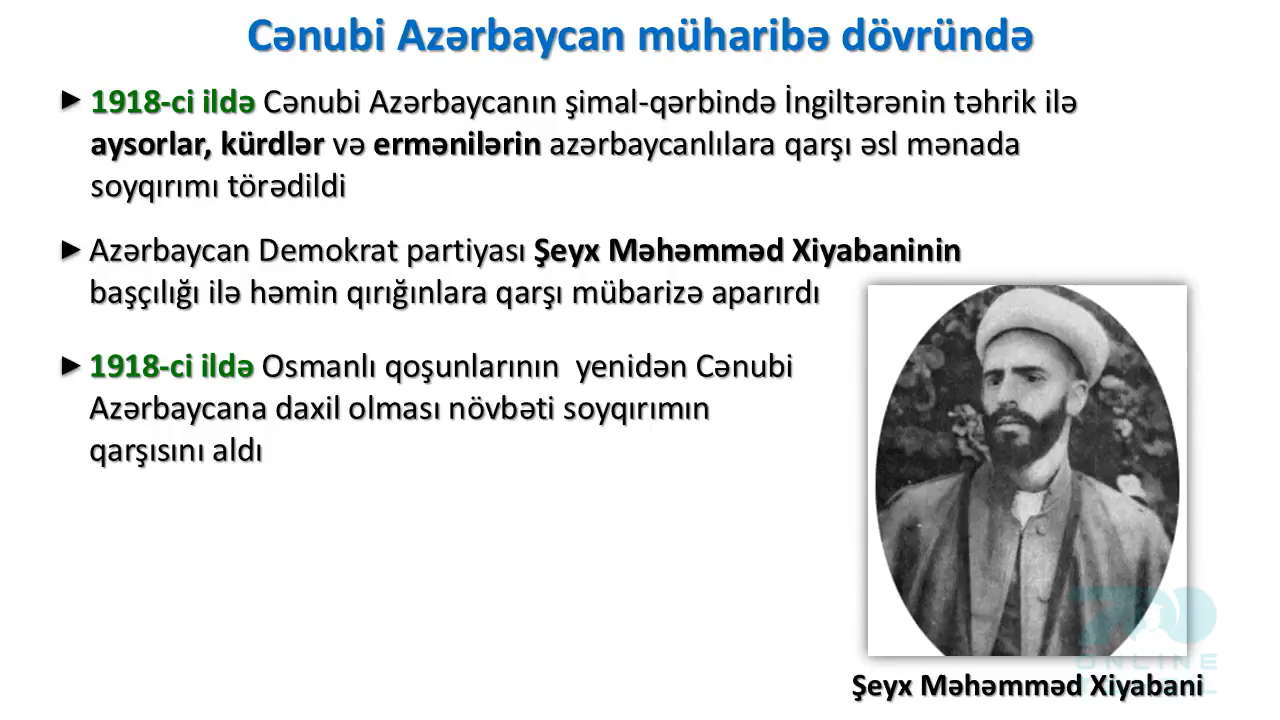 Cənubi Azərbaycan müharibə dövründə
► 1918-ci ildə Cənubi Azərbaycanın şimal-qərbində İngiltərənin təhrik ilə
aysorlar, kürdlər və ermənilərin azərbaycanlılara qarşı əsl mənada
soyqırımı törədildi
► Azərbaycan Demokrat partiyası Şeyx Məhəmməd Xiyabaninin
başçılığı ilə həmin qırığınlara qarşı mübarizə aparırdı
► 1918-ci ildə Osmanlı qoşunlarının yenidən Cənubi
Azərbaycana daxil olması növbəti soyqırımın
qarşısını aldı
700
ONLINE
Şeyx Məhəmməd Xiyabani